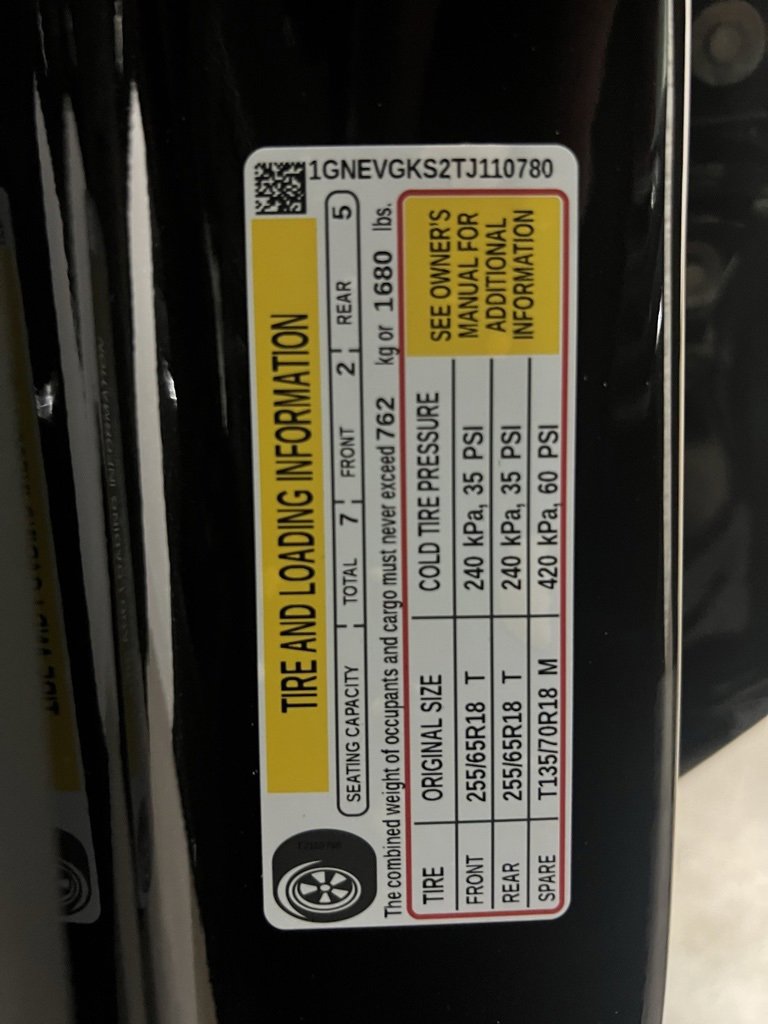 1GNEVGKS2TJ110780
TIRE AND LOADING INFORMATION
SEATING CAPACITY TOTAL 7 FRONT 2 REAR 5
The combined weight of occupants and cargo must never exceed 762 kg or 1680 lbs.
TIRE ORIGINAL SIZE COLD TIRE PRESSURE
FRONT 255/65R18 T 240 kPa, 35 PSI
REAR 255/65R18 T 240 kPa, 35 PSI
SPARE T135/70R18 M 420 kPa, 60 PSI
SEE OWNER'S
MANUAL FOR
ADDITIONAL
INFORMATION